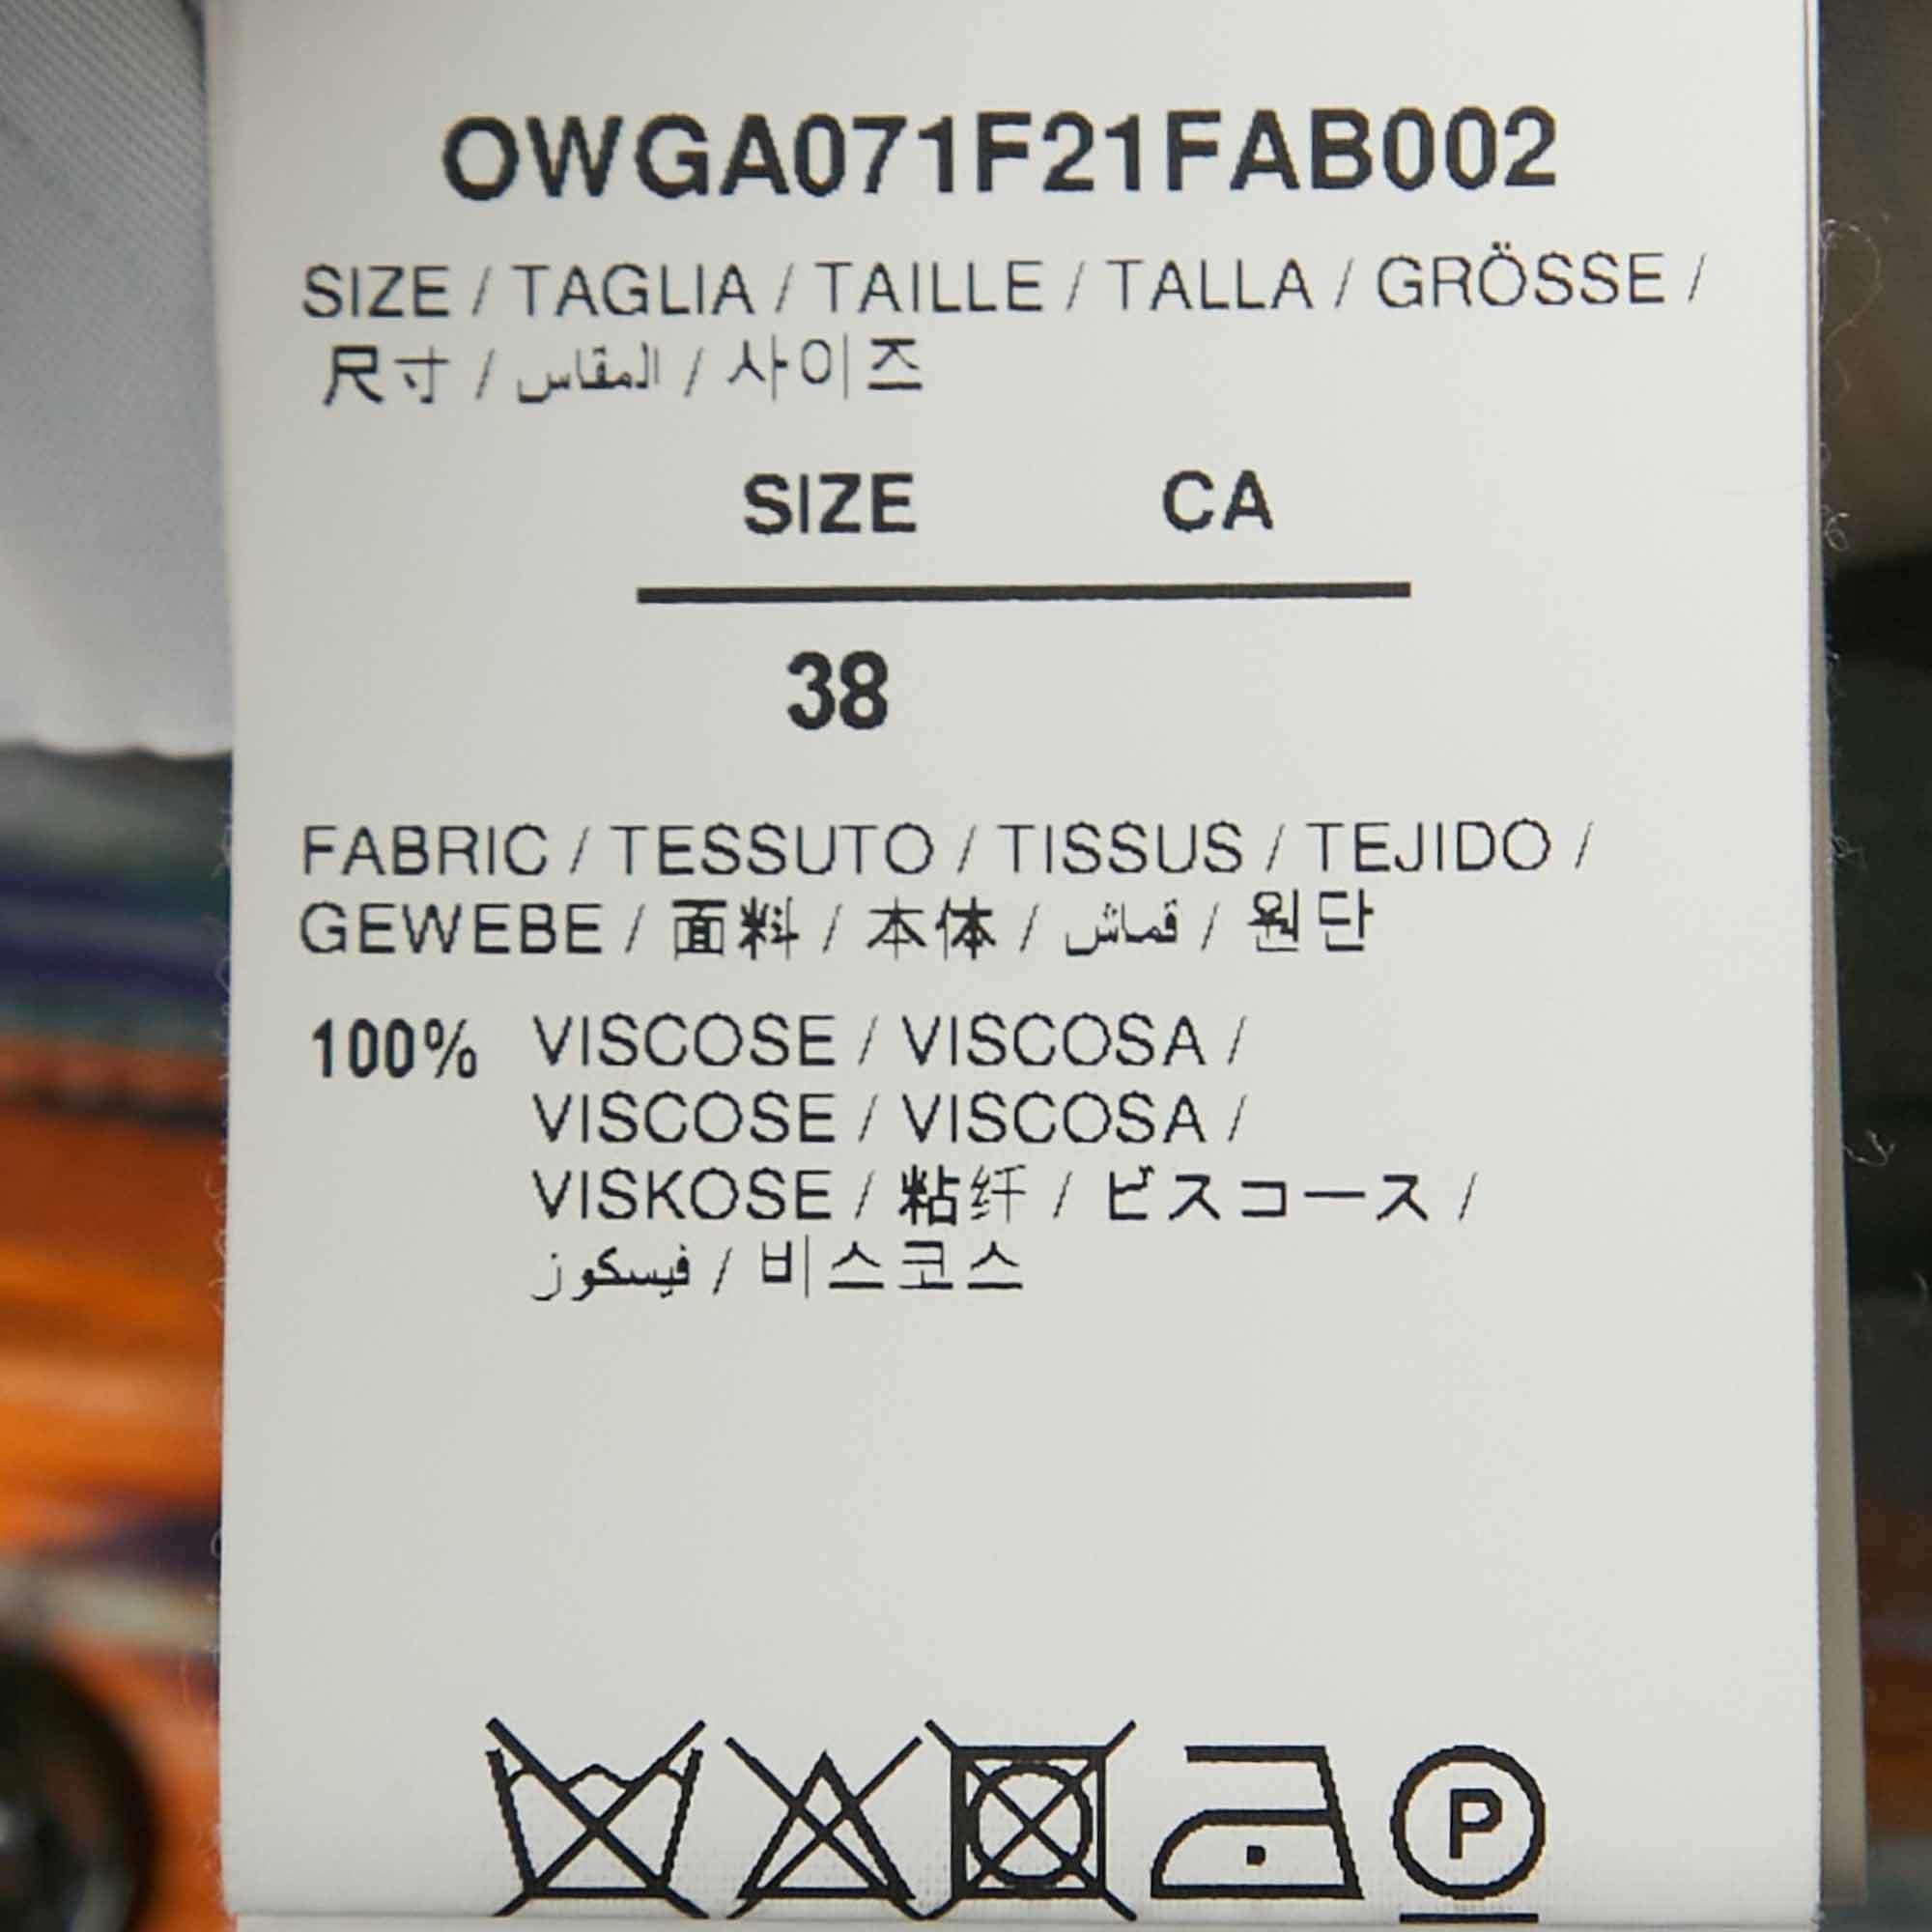 OWGA071F21FAB002
SIZE / TAGLIA / TAILLE / TALLA / GRÖSSE /
尺寸 / المقاس / 사이즈
SIZE CA
38
FABRIC / TESSUTO / TISSUS / TEJIDO /
GEWEBE / 面料 / 本体 / قماش / 원단
100% VISCOSE / VISCOSA /
VISCOSE / VISCOSA /
VISKOSE / 粘纤 / ビスコース /
فيسكوز / 비스코스
P